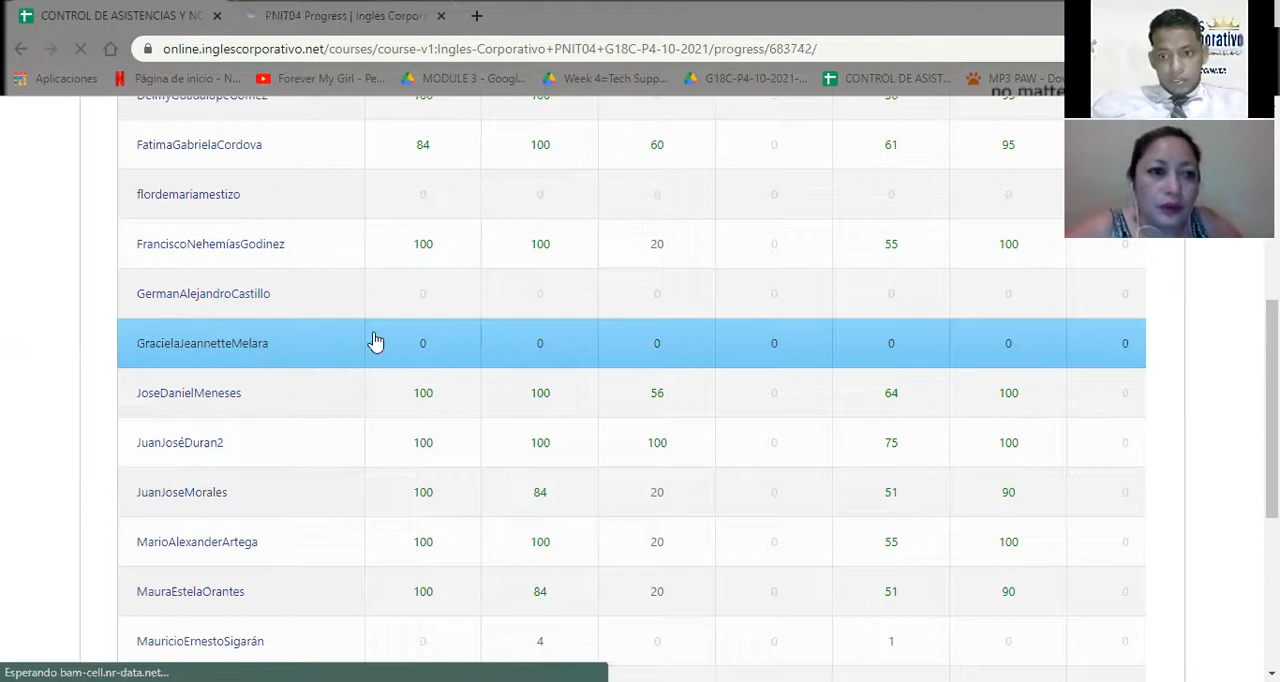 CONTROL DE ASISTENCIAS Y NO
PNIT04 Progress | Inglés Corpor
online.inglescorporativo.net/courses/course-v1:Ingles-Corporativo+PNIT04+G18C-P4-10-2021/progress/683742/
Aplicaciones Página de inicio - N... Forever My Girl - Pe... MODULE 3 - Googl... Week 4=Tech Supp... G18C-P4-10-2021-... CONTROL DE ASIST... MP3 PAW - Do
no matte
FatimaGabrielaCordova 84 100 60 0 61 95
flordemariamestizo 0 0 0 0 0 0 0
FranciscoNehemíasGodinez 100 100 20 0 55 100 0
GermanAlejandroCastillo 0 0 0 0 0 0 0
GracielaJeannetteMelara 0 0 0 0 0 0 0
JoseDanielMeneses 100 100 56 0 64 100 0
JuanJoséDuran2 100 100 100 0 75 100 0
JuanJoseMorales 100 84 20 0 51 90 0
MarioAlexanderArtega 100 100 20 0 55 100 0
MauraEstelaOrantes 100 84 20 0 51 90 0
MauricioErnestoSigarán 0 4 0 0 1 0 0
Esperando bam-cell.nr-data.net...